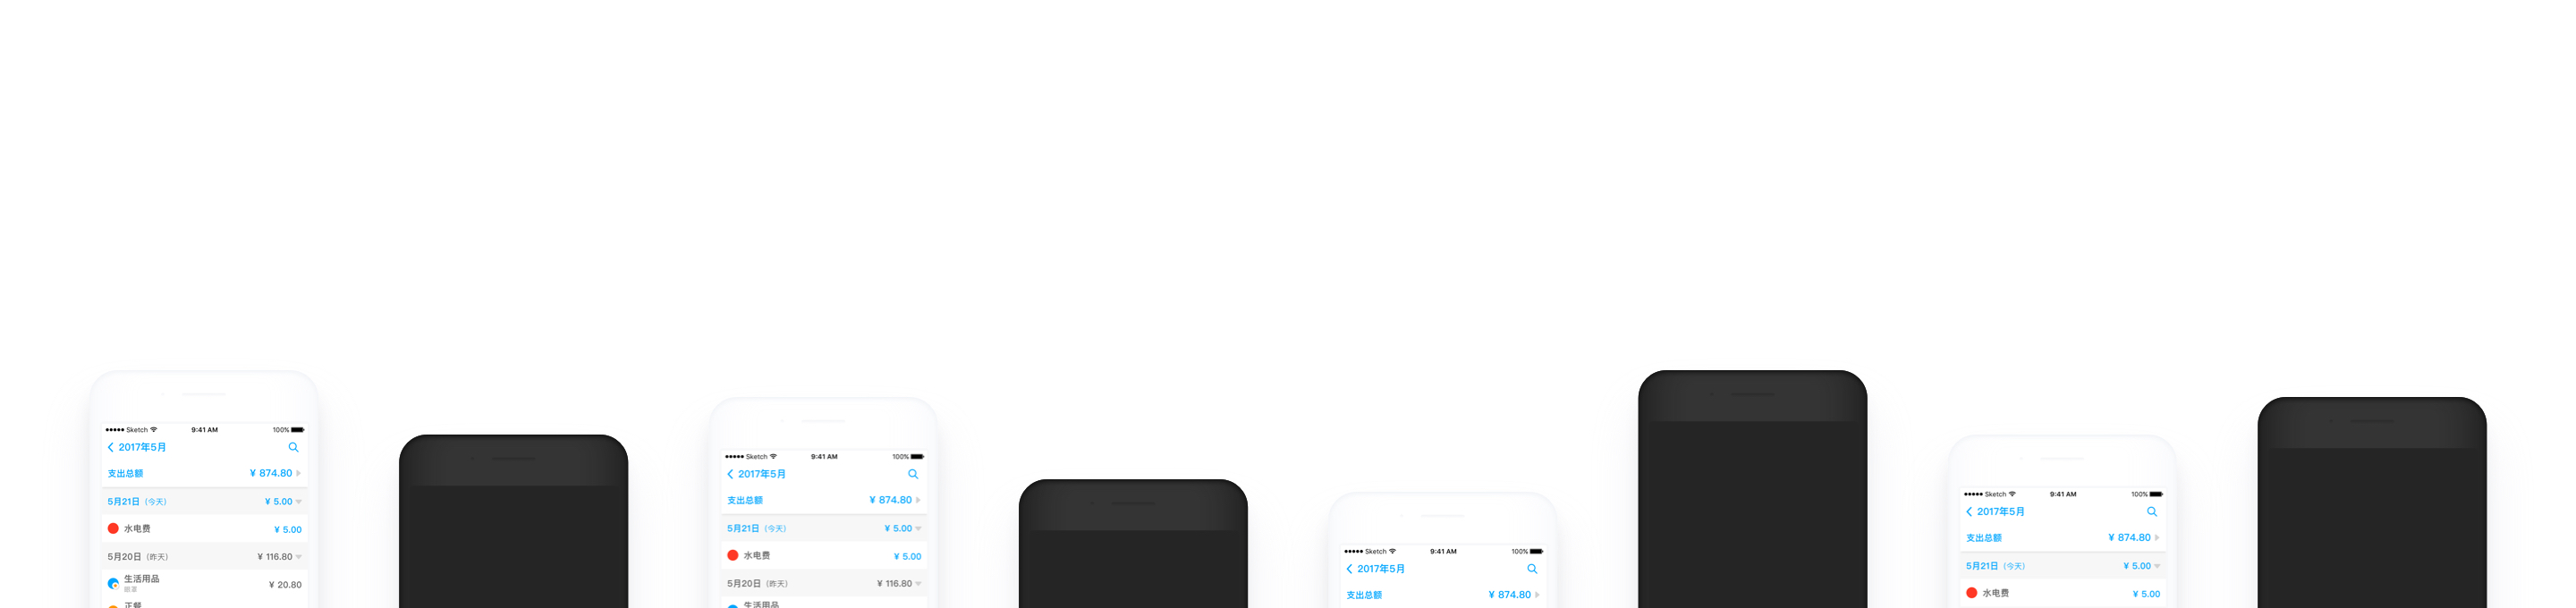 ●●●●● Sketch 9:41 AM 100%
2017年5月
支出总额 ¥ 874.80
5月21日（今天） ¥ 5.00
水电费 ¥ 5.00
5月20日（昨天） ¥ 116.80
生活用品 ¥ 20.80
正餐
●●●●● Sketch 9:41 AM 100%
2017年5月
支出总额 ¥ 874.80
5月21日（今天） ¥ 5.00
水电费 ¥ 5.00
5月20日（昨天） ¥ 116.80
生活用品
●●●●● Sketch 9:41 AM 100%
2017年5月
支出总额 ¥ 874.80
●●●●● Sketch 9:41 AM 100%
2017年5月
支出总额 ¥ 874.80
5月21日（今天） ¥ 5.00
水电费 ¥ 5.00